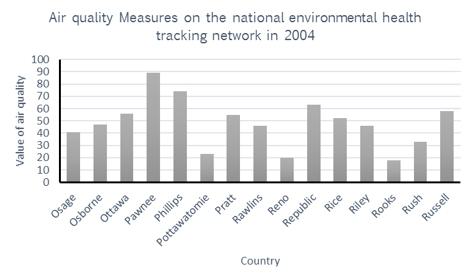 Air quality Measures on the national environmental health
tracking network in 2004
Value of air quality
100
90
80
70
60
50
40
30
20
10
0
Osage
Osborne
Ottawa
Pawnee
Phillips
Pottawatomie
Pratt
Rawlins
Reno
Republic
Rice
Riley
Rooks
Rush
Russell
Country